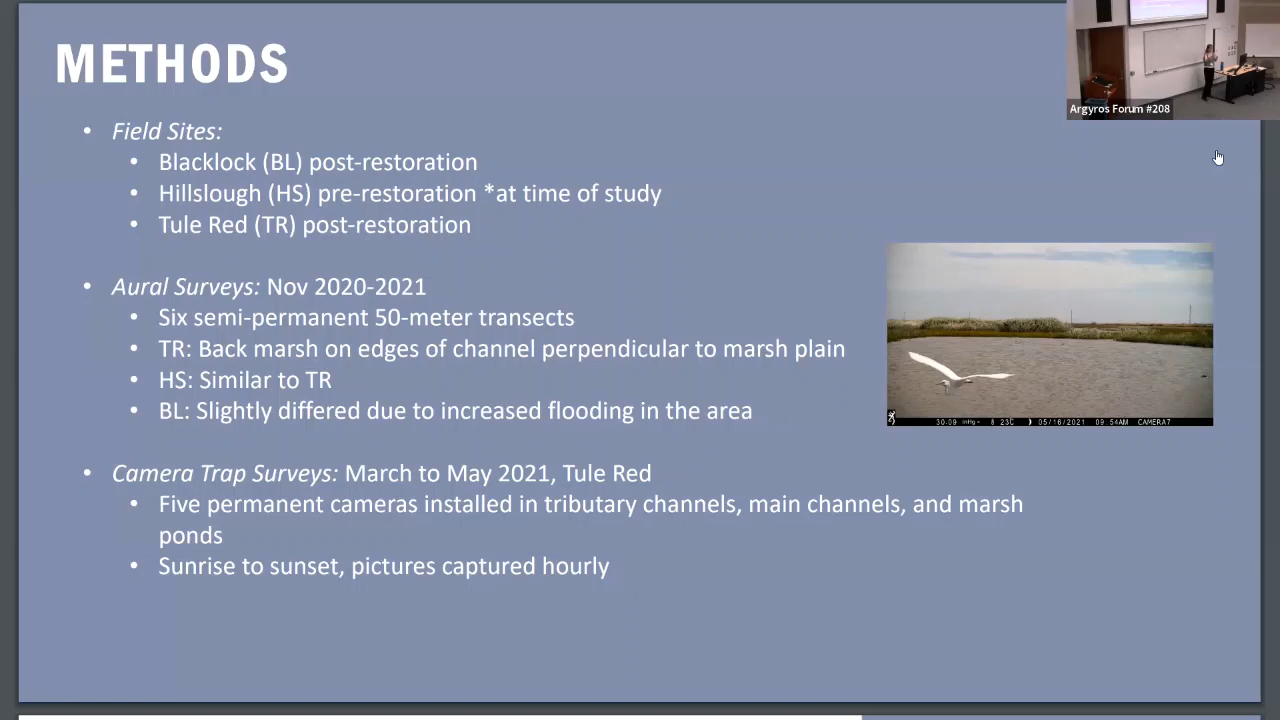 METHODS
Argyros Forum #208
• Field Sites:
• Blacklock (BL) post-restoration
• Hillslough (HS) pre-restoration *at time of study
• Tule Red (TR) post-restoration
• Aural Surveys: Nov 2020-2021
• Six semi-permanent 50-meter transects
• TR: Back marsh on edges of channel perpendicular to marsh plain
• HS: Similar to TR
• BL: Slightly differed due to increased flooding in the area
30.09 inHg 23C 05/16/2021 09:54AM CAMERA7
• Camera Trap Surveys: March to May 2021, Tule Red
• Five permanent cameras installed in tributary channels, main channels, and marsh
ponds
• Sunrise to sunset, pictures captured hourly